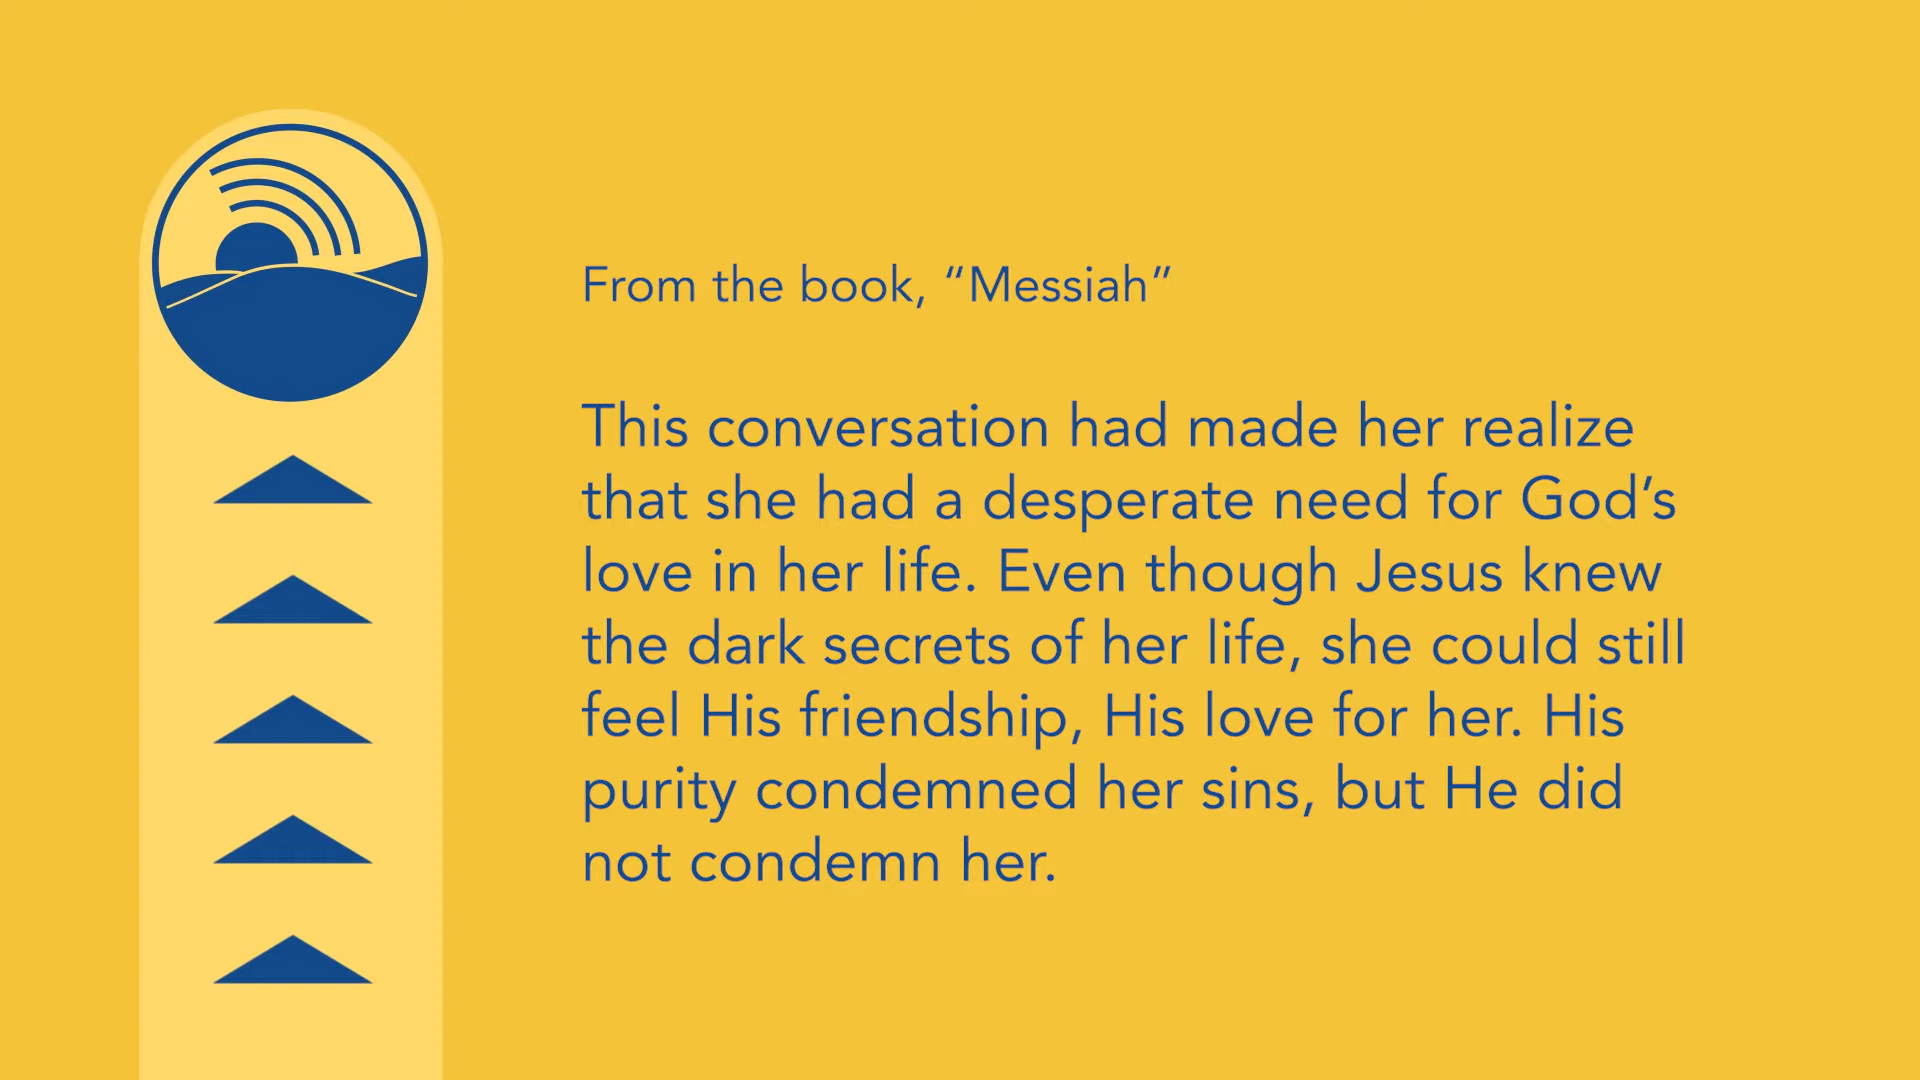 From the book, “Messiah”
This conversation had made her realize
that she had a desperate need for God’s
love in her life. Even though Jesus knew
the dark secrets of her life, she could still
feel His friendship, His love for her. His
purity condemned her sins, but He did
not condemn her.